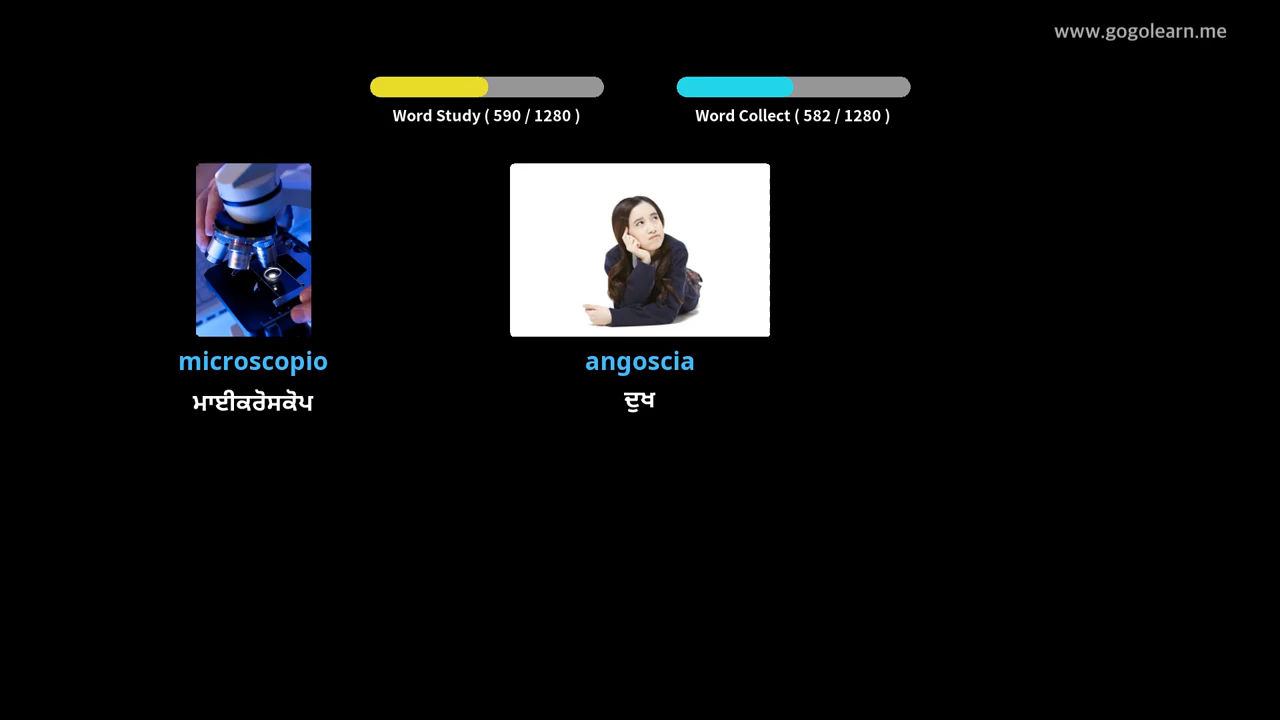 www.gogolearn.me
Word Study ( 590 / 1280 )
Word Collect ( 582 / 1280 )
microscopio
ਮਾਈਕਰੋਸਕੋਪ
angoscia
ਦੁਖ